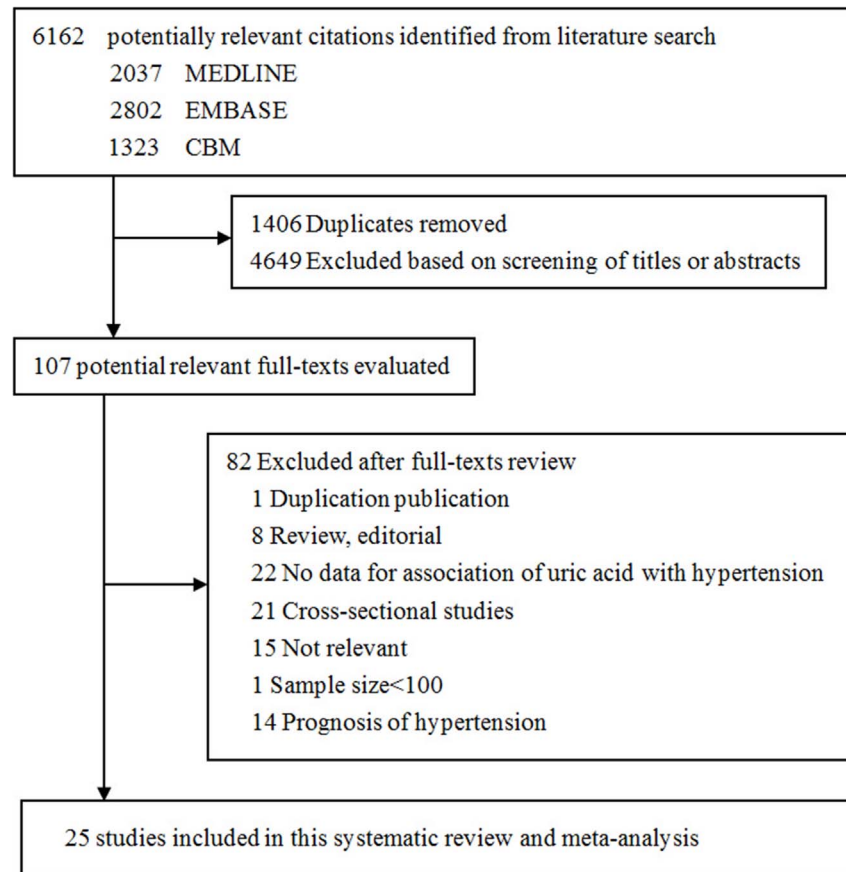 6162 potentially relevant citations identified from literature search
2037 MEDLINE
2802 EMBASE
1323 CBM
1406 Duplicates removed
4649 Excluded based on screening of titles or abstracts
107 potential relevant full-texts evaluated
82 Excluded after full-texts review
1 Duplication publication
8 Review, editorial
22 No data for association of uric acid with hypertension
21 Cross-sectional studies
15 Not relevant
1 Sample size<100
14 Prognosis of hypertension
25 studies included in this systematic review and meta-analysis